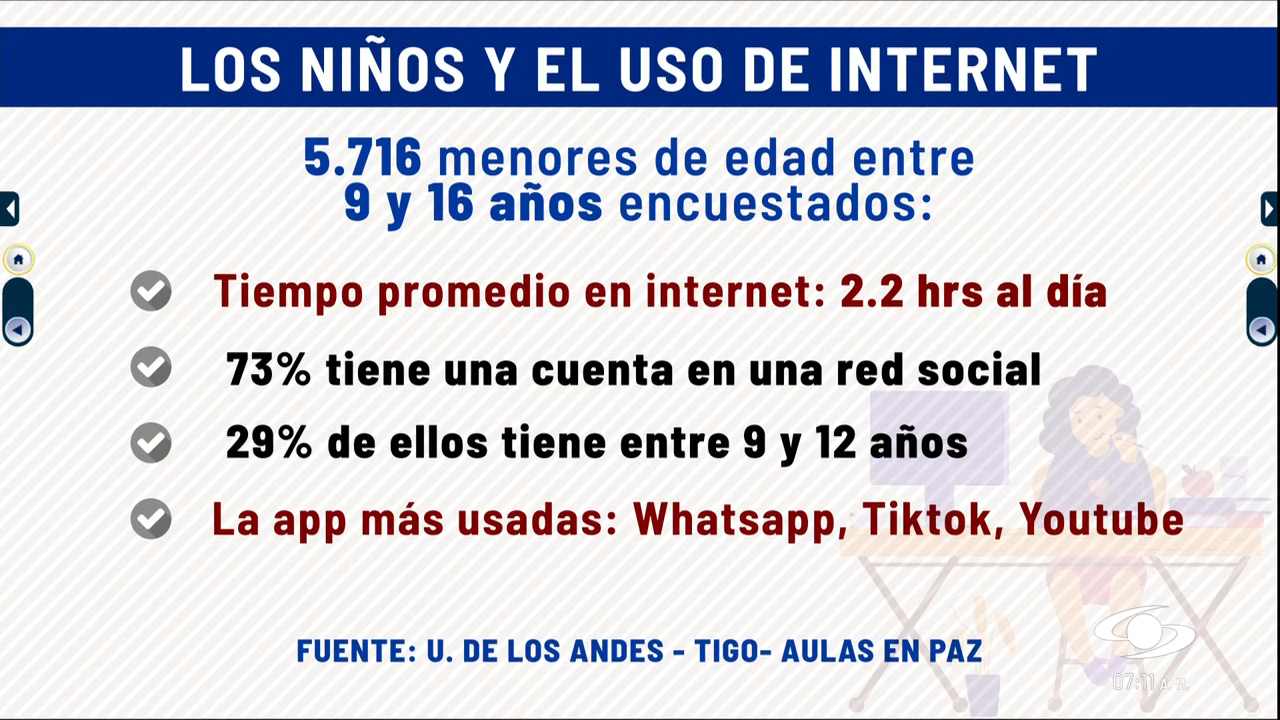 LOS NIÑOS Y EL USO DE INTERNET
5.716 menores de edad entre
9 y 16 años encuestados:
Tiempo promedio en internet: 2.2 hrs al día
73% tiene una cuenta en una red social
29% de ellos tiene entre 9 y 12 años
La app más usadas: Whatsapp, Tiktok, Youtube
FUENTE: U. DE LOS ANDES - TIGO- AULAS EN PAZ
07:11 A. M.